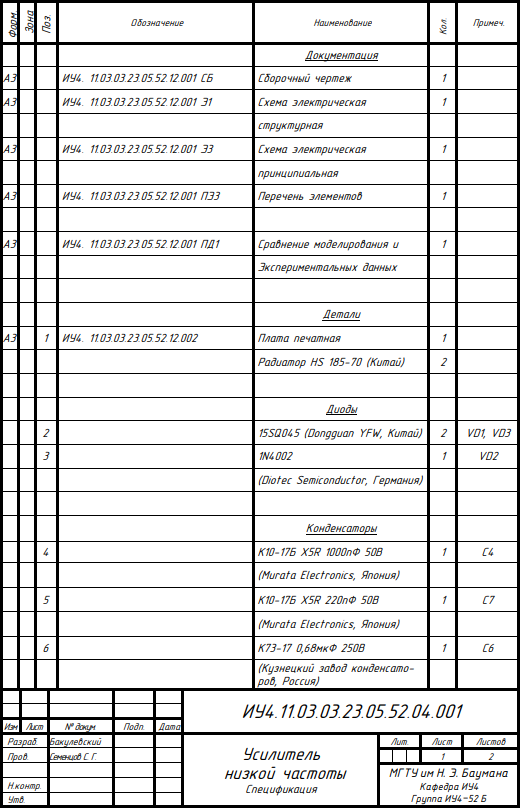 Форм. Зона Поз. Обозначение Наименование Кол. Примеч.
Документация
А3 ИУ4. 11.03.03.23.05.52.12.001 СБ Сборочный чертеж 1
А3 ИУ4. 11.03.03.23.05.52.12.001 Э1 Схема электрическая 1
структурная
А3 ИУ4. 11.03.03.23.05.52.12.001 Э3 Схема электрическая 1
принципиальная
А3 ИУ4. 11.03.03.23.05.52.12.001 ПЭ3 Перечень элементов 1
А3 ИУ4. 11.03.03.23.05.52.12.001 ПД1 Сравнение моделирования и 1
Экспериментальных данных
Детали
А3 1 ИУ4. 11.03.03.23.05.52.12.002 Плата печатная 1
Радиатор HS 185-70 (Китай) 2
Диоды
2 15SQ045 (Dongguan YFW, Китай) 2 VD1, VD3
3 1N4002 1 VD2
(Diotec Semiconductor, Германия)
Конденсаторы
4 К10-17Б X5R 1000пФ 50В 1 С4
(Murata Electronics, Япония)
5 К10-17Б X5R 220пФ 50В 1 С7
(Murata Electronics, Япония)
6 К73-17 0,68мкФ 250В 1 С6
(Кузнецкий завод конденсато-
ров, Россия)
ИУ4.11.03.03.23.05.52.04.001
Изм Лист № докум Подп. Дата
Разраб. Бакулевский
Пров. Семенцов С. Г.
Н.контр.
Утв.
Усилитель
низкой частоты
Спецификация
Лит. Лист Листов
1 2
МГТУ им Н. Э. Баумана
Кафедра ИУ4
Группа ИУ4-52 Б